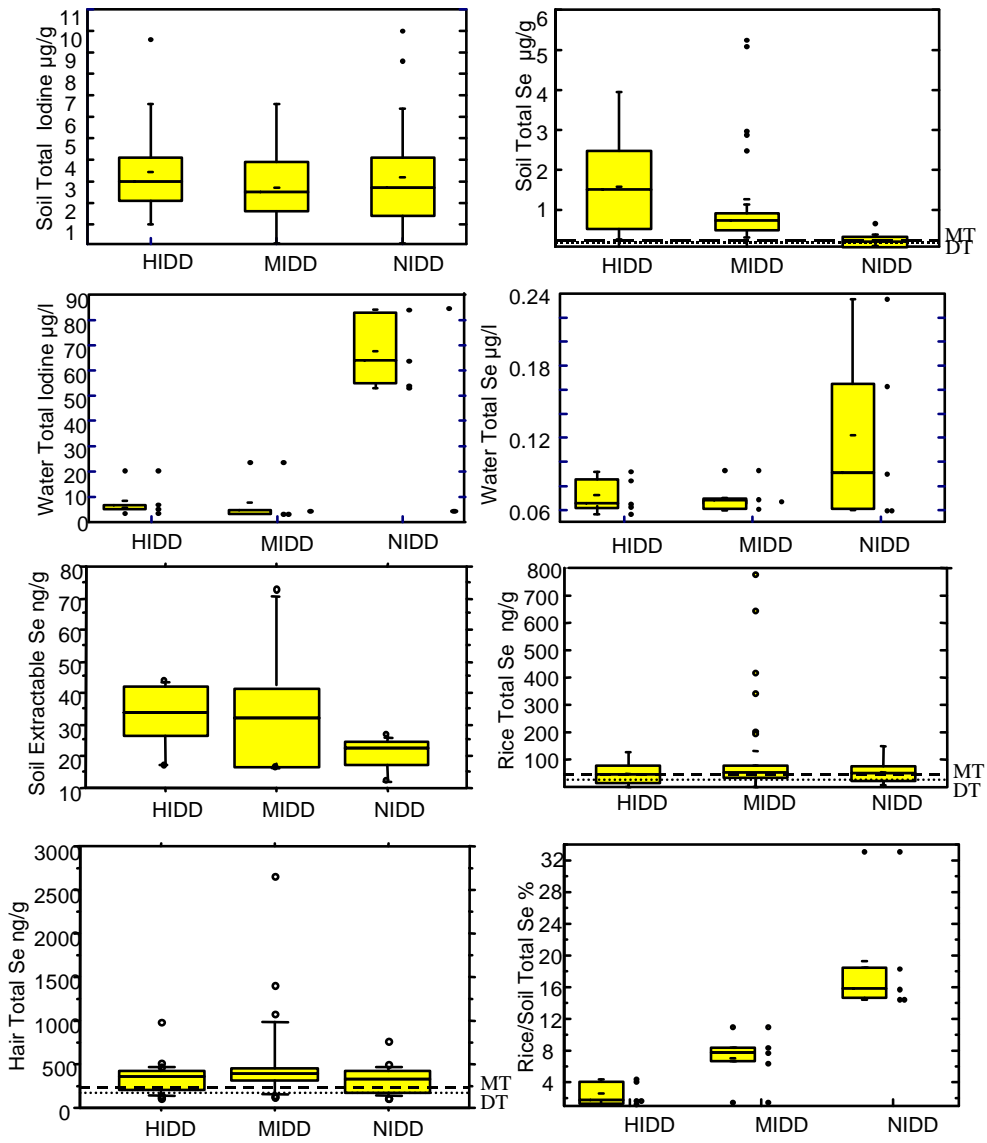 Soil Total Iodine µg/g
11
10
9
8
7
6
5
4
3
2
1
HIDD
MIDD
NIDD
Soil Total Se µg/g
6
5
4
3
2
1
MT
DT
HIDD
MIDD
NIDD
Water Total Iodine µg/l
90
80
70
60
50
40
30
20
10
0
HIDD
MIDD
NIDD
Water Total Se µg/l
0.24
0.12
0.06
HIDD
MIDD
NIDD
Soil Extractable Se ng/g
80
70
60
50
40
30
20
10
HIDD
MIDD
NIDD
Rice Total Se ng/g
800
700
600
500
400
300
200
100
MT
DT
HIDD
MIDD
NIDD
Hair Total Se ng/g
3000
2500
2000
1500
1000
500
0
MT
DT
HIDD
MIDD
NIDD
Rice/Soil Total Se %
32
28
24
20
16
12
8
4
HIDD
MIDD
NIDD